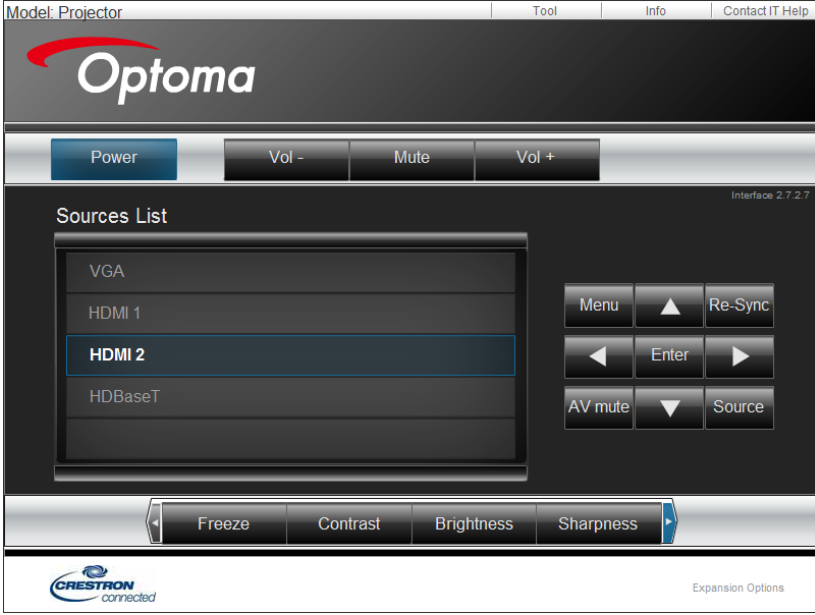 Model: Projector Tool Info Contact IT Help
Optoma
Power Vol - Mute Vol +
Interface 2.7.2.7
Sources List
VGA
HDMI 1
HDMI 2
HDBaseT
Menu Re-Sync
Enter
AV mute Source
Freeze Contrast Brightness Sharpness
CRESTRON
connected
Expansion Options